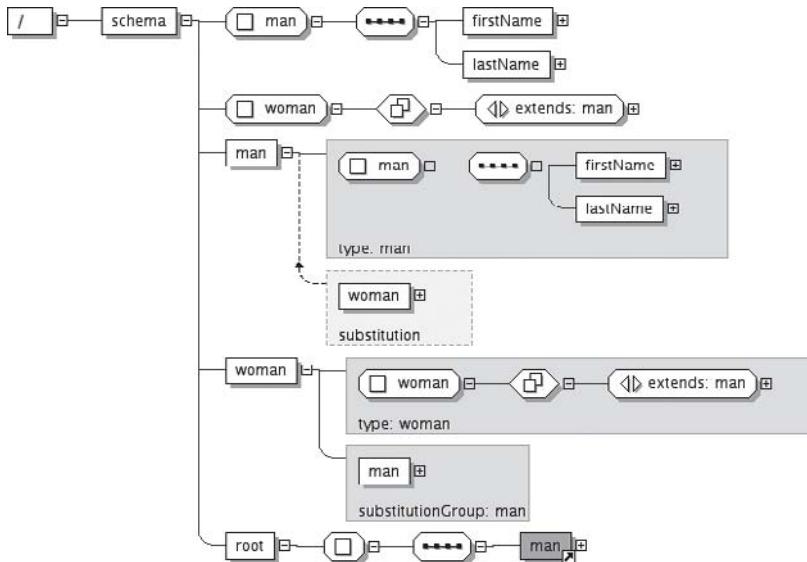 /
schema
man
firstName
lastName
woman
extends: man
man
man
firstName
lastName
type: man
woman
substitution
woman
woman
extends: man
type: woman
man
substitutionGroup: man
root
man